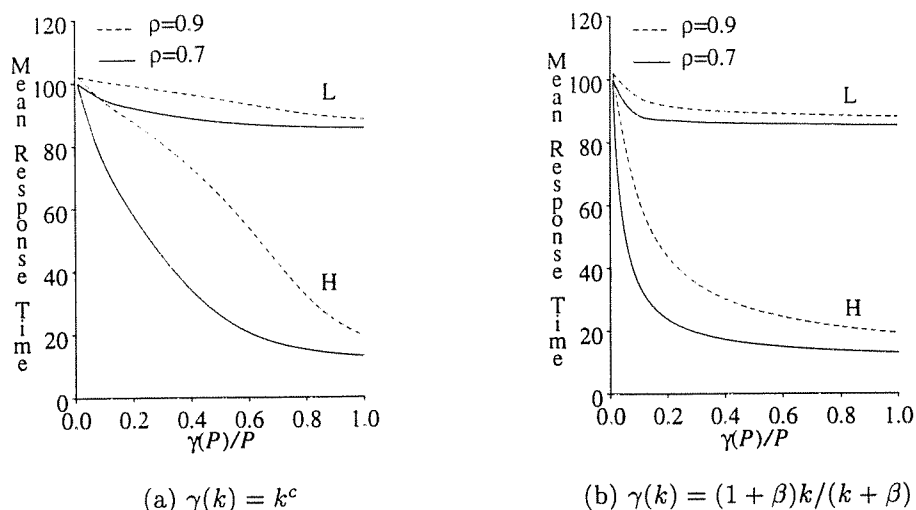 120
100
80
60
40
20
0
Mean Response Time
ρ=0.9
ρ=0.7
L
H
0.0 0.2 0.4 0.6 0.8 1.0
γ(P)/P
(a) γ(k) = k^c
120
100
80
60
40
20
0
Mean Response Time
ρ=0.9
ρ=0.7
L
H
0.0 0.2 0.4 0.6 0.8 1.0
γ(P)/P
(b) γ(k) = (1 + β)k/(k + β)